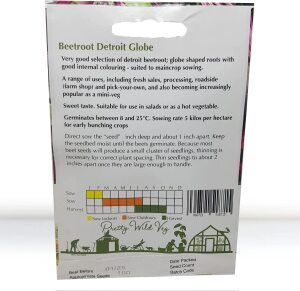 Beetroot Detroit Globe
Very good selection of detroit beetroot; globe shaped roots with
good internal colouring - suited to maincrop sowing.
A range of uses, including fresh sales, processing, roadside
(farm shop) and pick-your-own, and also becoming increasingly
popular as a mini-veg
Sweet taste. Suitable for use in salads or as a hot vegetable.
Germinates between 8 and 25°C. Sowing rate 5 kilos per hectare
for early bunching crops
Direct sow the "seed" inch deep and about 1 inch apart. Keep
the seedbed moist until the beets germinate. Because most
beet seeds will produce a small cluster of seedlings, thinning is
necessary for correct plant spacing. Thin seedlings to about 2
inches apart once they are large enough to handle.
J F M A M J J A S O N D
Sow
Sow
Harvest
Sow Indoors Sow Outdoors Harvest
Pretty Wild Veg
Best Before
Approximate Seeds 100
Date Packed
Seed Count
Batch Code